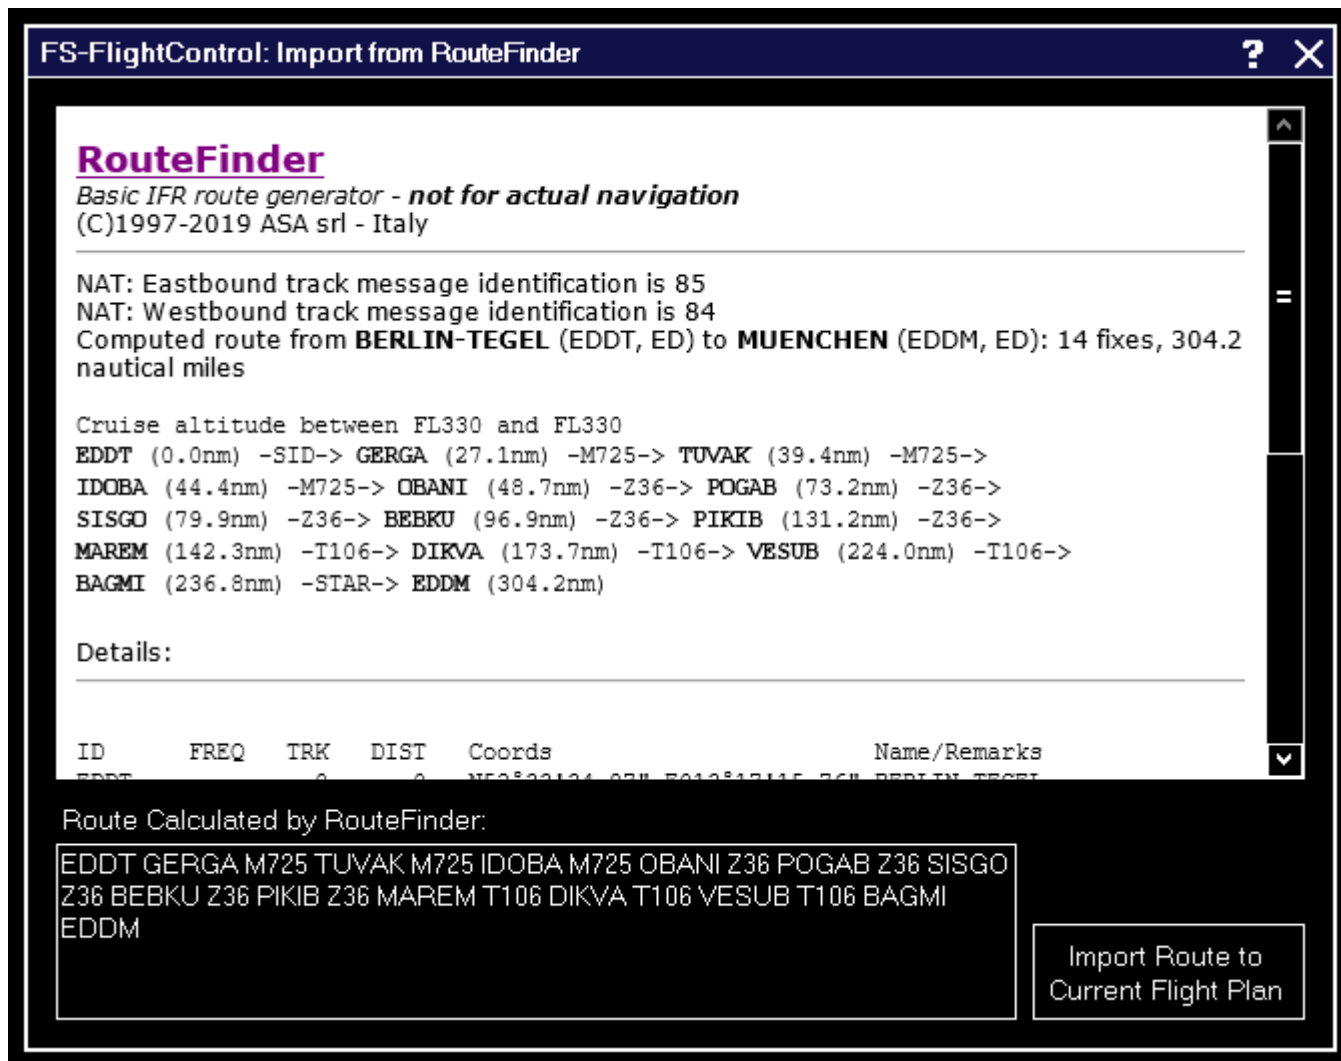 FS-FlightControl: Import from RouteFinder ? X
RouteFinder
Basic IFR route generator - not for actual navigation
(C)1997-2019 ASA srl - Italy
NAT: Eastbound track message identification is 85
NAT: Westbound track message identification is 84
Computed route from BERLIN-TEGEL (EDDT, ED) to MUENCHEN (EDDM, ED): 14 fixes, 304.2
nautical miles
Cruise altitude between FL330 and FL330
EDDT (0.0nm) -SID-> GERGA (27.1nm) -M725-> TUVAK (39.4nm) -M725->
IDOBA (44.4nm) -M725-> OBANI (48.7nm) -Z36-> POGAB (73.2nm) -Z36->
SISGO (79.9nm) -Z36-> BEBKU (96.9nm) -Z36-> PIKIB (131.2nm) -Z36->
MAREM (142.3nm) -T106-> DIKVA (173.7nm) -T106-> VESUB (224.0nm) -T106->
BAGMI (236.8nm) -STAR-> EDDM (304.2nm)
Details:
ID FREQ TRK DIST Coords Name/Remarks
EDDT 0 0 BERLIN-TEGEL
Route Calculated by RouteFinder:
EDDT GERGA M725 TUVAK M725 IDOBA M725 OBANI Z36 POGAB Z36 SISGO
Z36 BEBKU Z36 PIKIB Z36 MAREM T106 DIKVA T106 VESUB T106 BAGMI
EDDM
Import Route to
Current Flight Plan